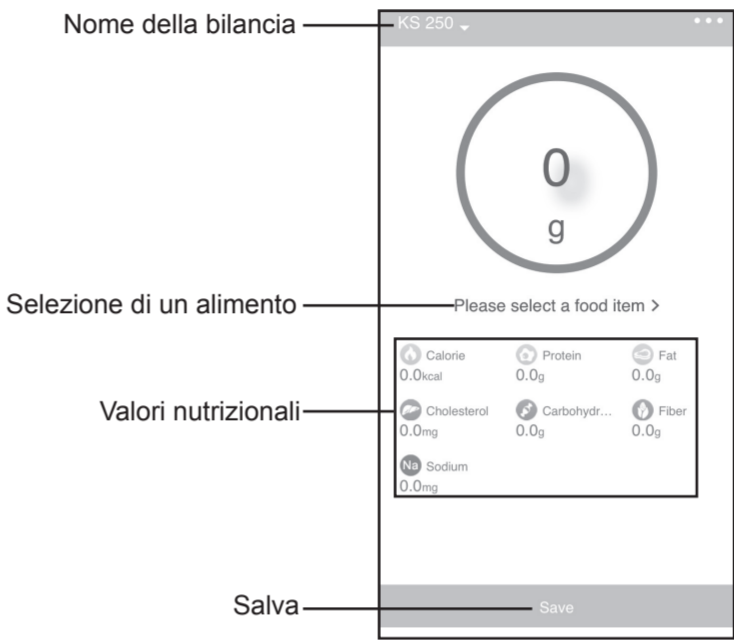 Nome della bilancia
KS 250
0
g
Selezione di un alimento
Please select a food item >
Valori nutrizionali
Calorie Protein Fat
0.0kcal 0.0g 0.0g
Cholesterol Carbohydr... Fiber
0.0mg 0.0g 0.0g
Na Sodium
0.0mg
Salva
Save